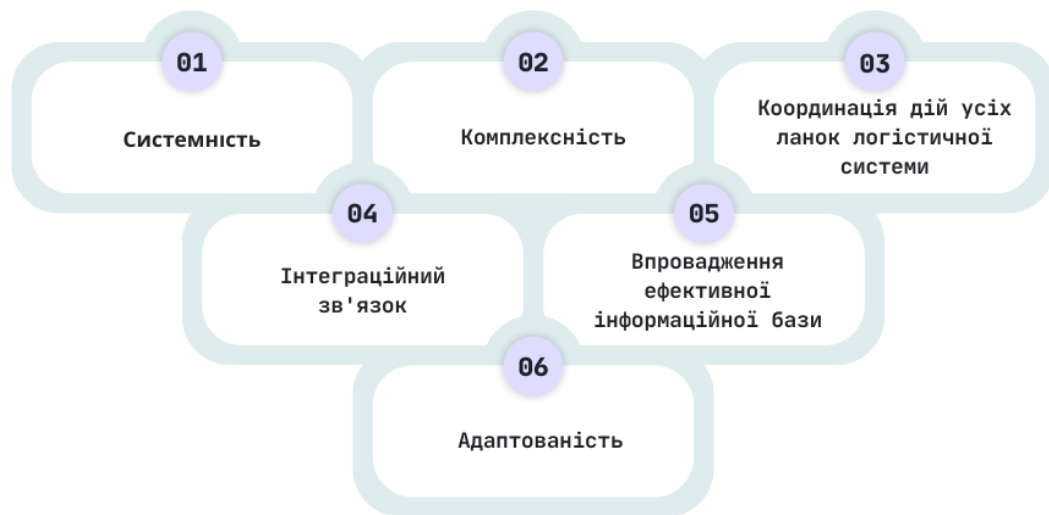 01
Системність
02
Комплексність
03
Координація дій усіх
ланок логістичної
системи
04
Інтеграційний
зв'язок
05
Впровадження
ефективної
інформаційної бази
06
Адаптованість